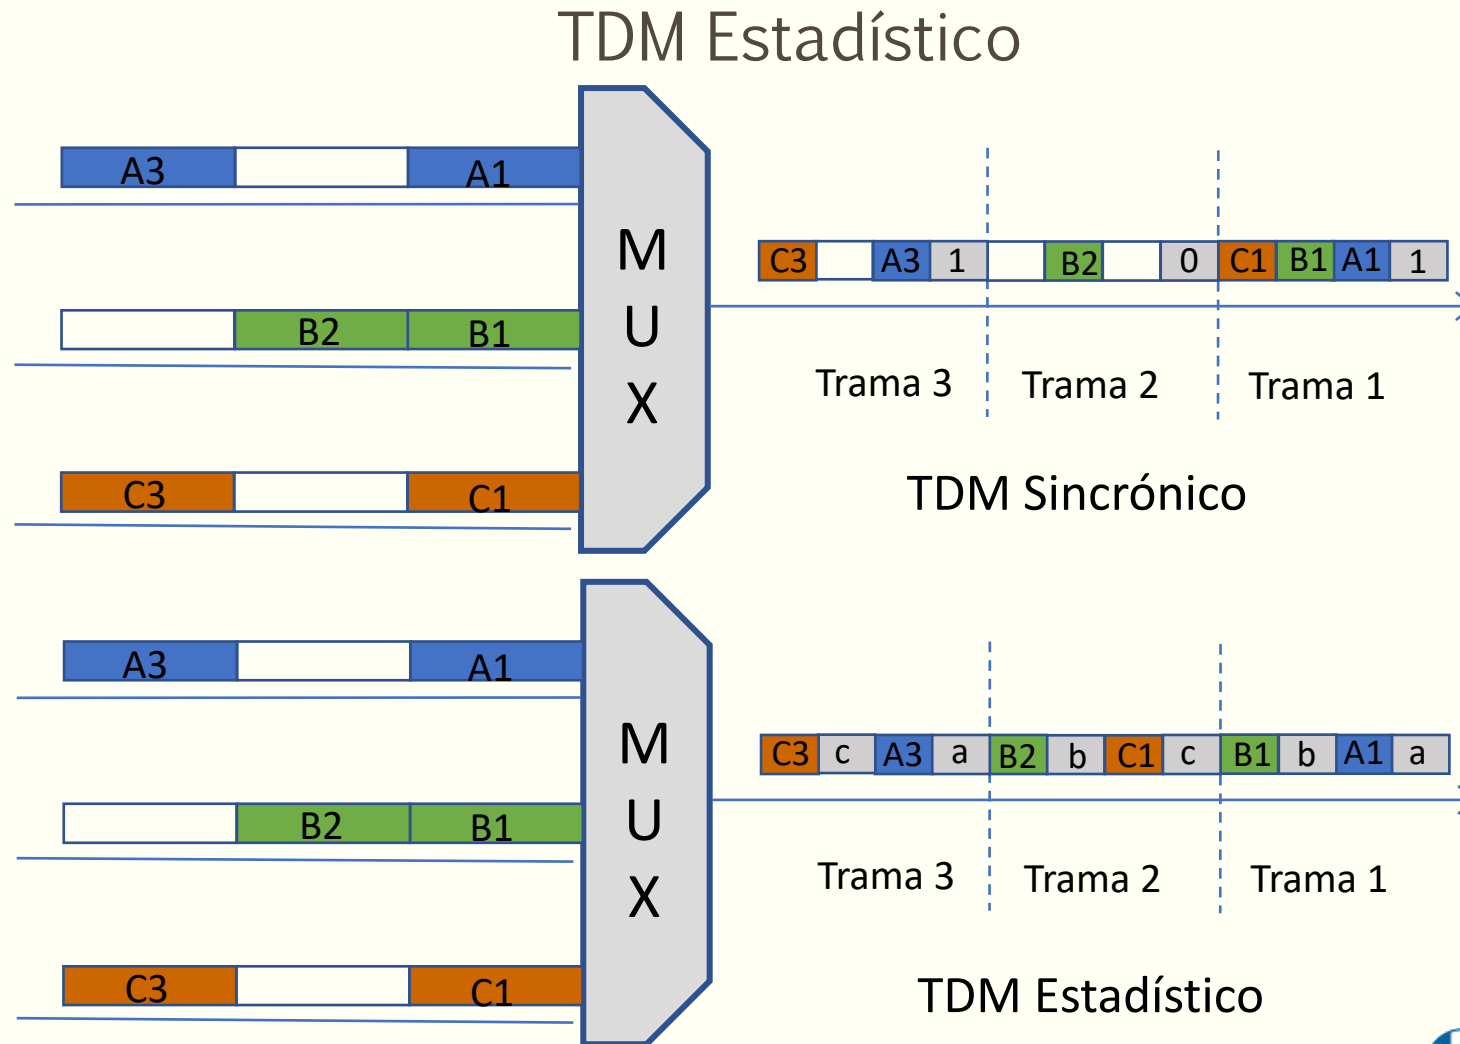 TDM Estadístico
A3 A1
B2 B1
C3 C1
M
U
X
C3 A3 1 B2 0 C1 B1 A1 1
Trama 3 Trama 2 Trama 1
TDM Sincrónico
A3 A1
B2 B1
C3 C1
M
U
X
C3 c A3 a B2 b C1 c B1 b A1 a
Trama 3 Trama 2 Trama 1
TDM Estadístico